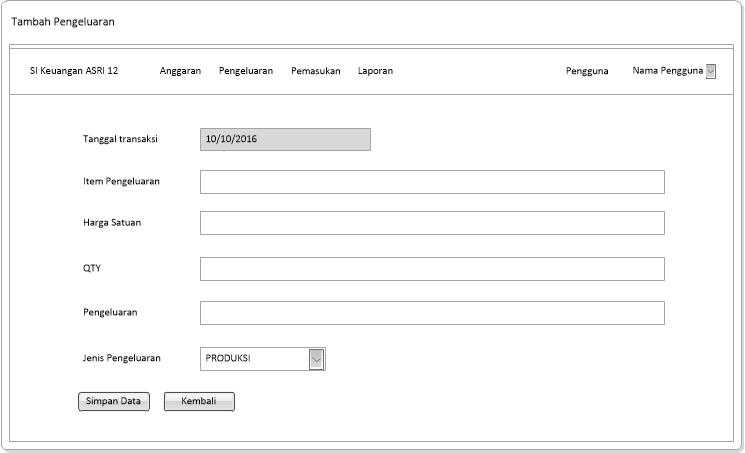 Tambah Pengeluaran
SI Keuangan ASRI 12 Anggaran Pengeluaran Pemasukan Laporan Pengguna Nama Pengguna
Tanggal transaksi 10/10/2016
Item Pengeluaran
Harga Satuan
QTY
Pengeluaran
Jenis Pengeluaran PRODUKSI
Simpan Data Kembali